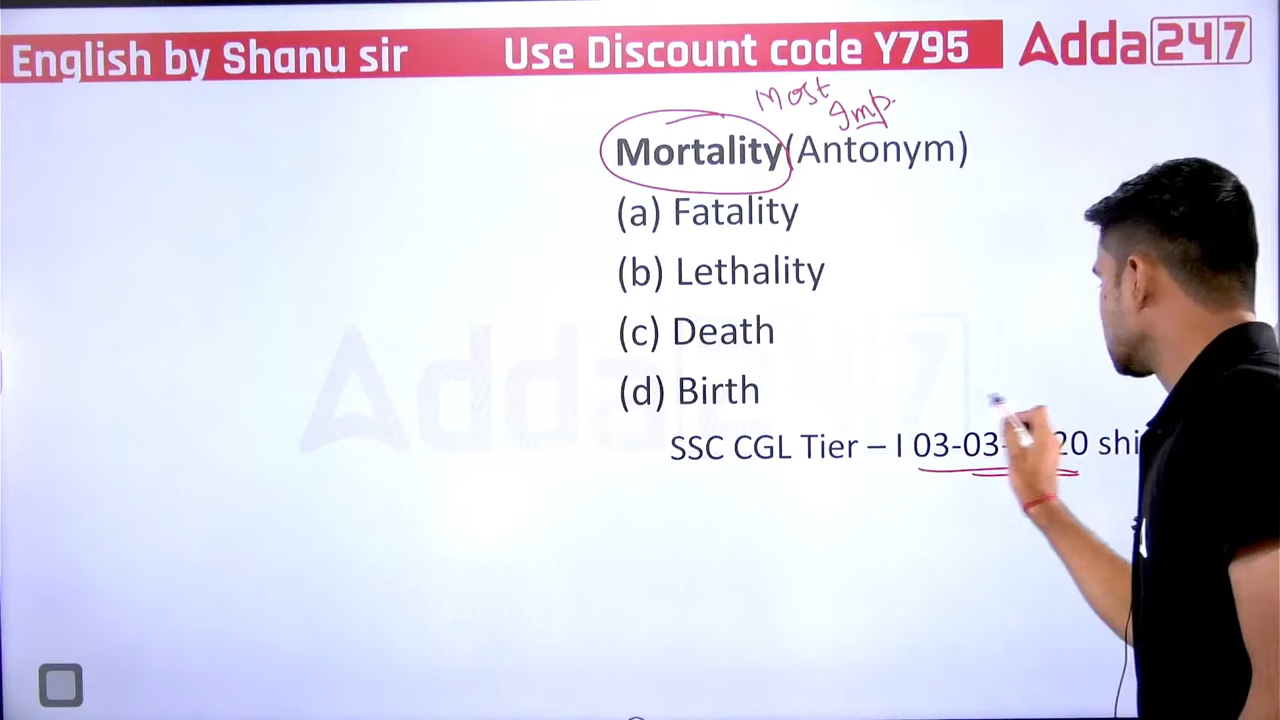 English by Shanu sir Use Discount code Y795 Adda247
Most
Imp.
Mortality(Antonym)
(a) Fatality
(b) Lethality
(c) Death
(d) Birth
SSC CGL Tier – I 03-03- 20
Adda247